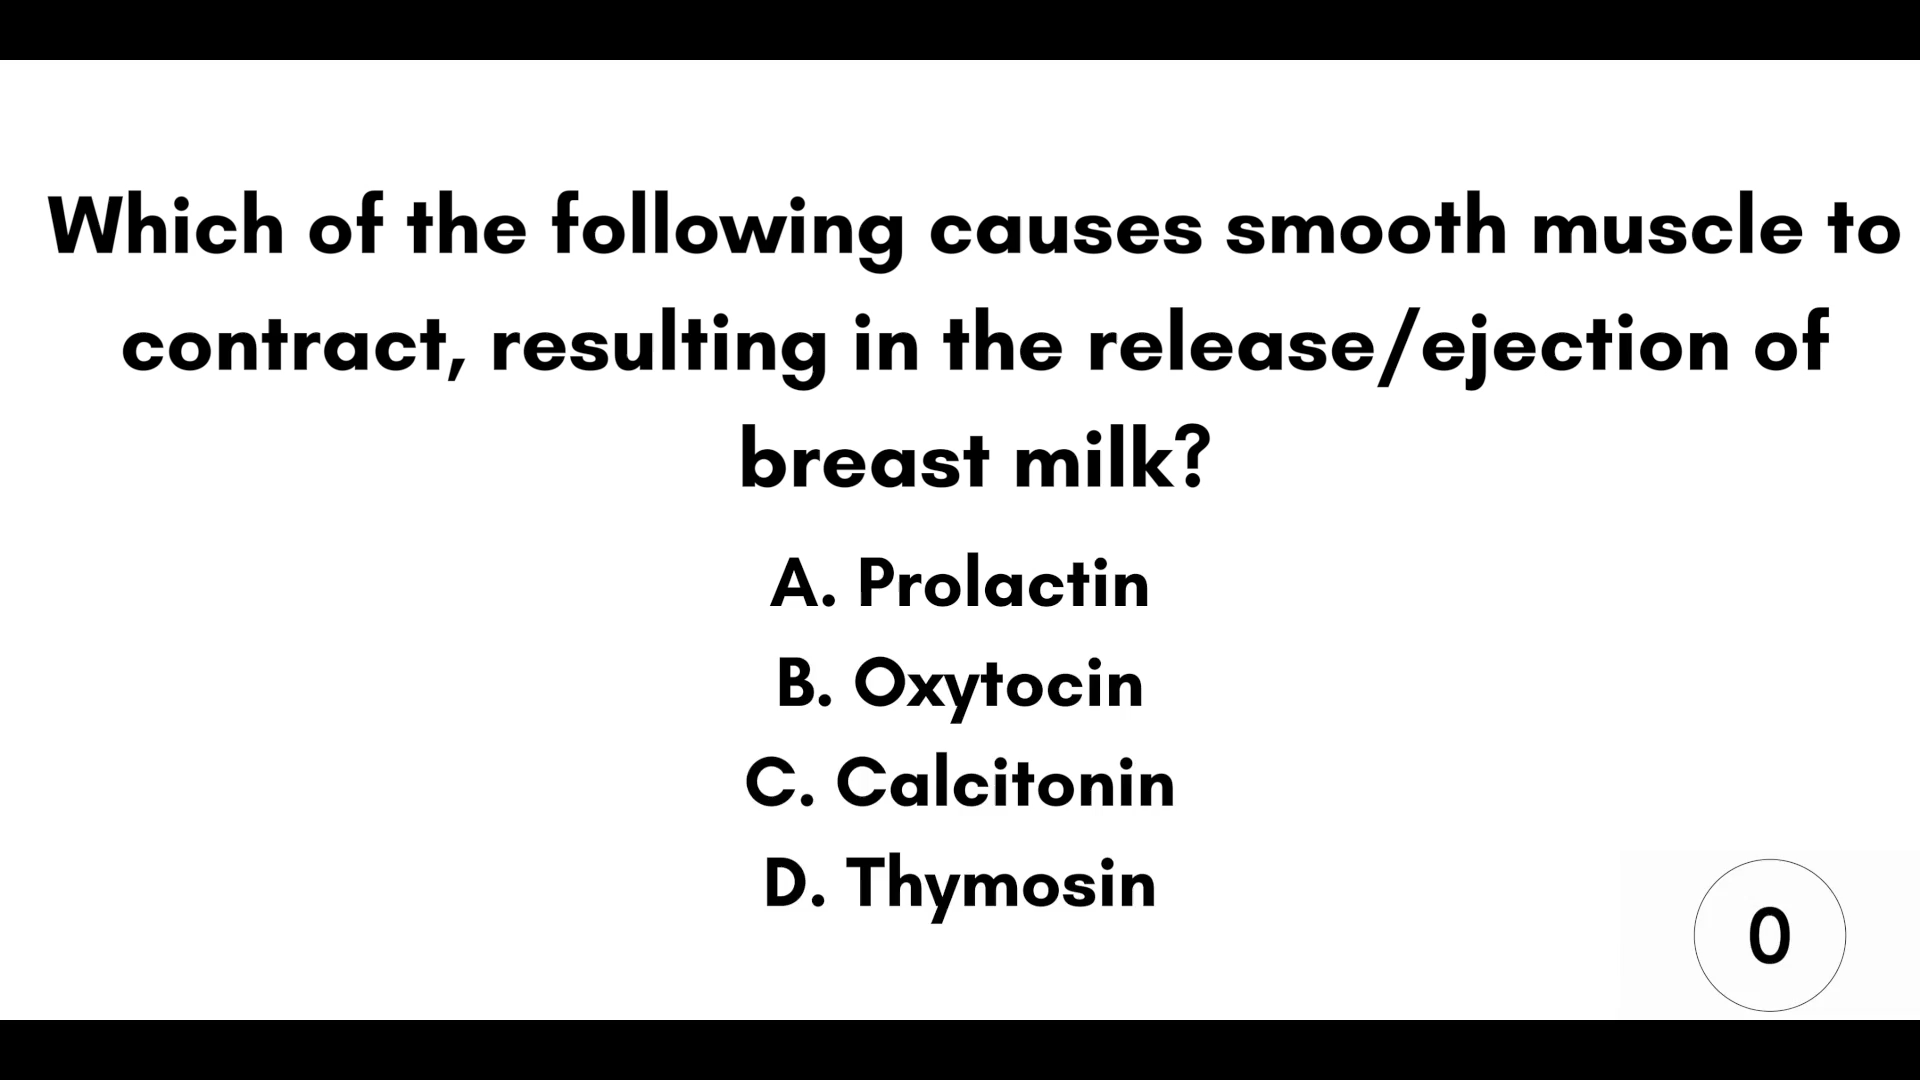 Which of the following causes smooth muscle to
contract, resulting in the release/ejection of
breast milk?
A. Prolactin
B. Oxytocin
C. Calcitonin
D. Thymosin
0